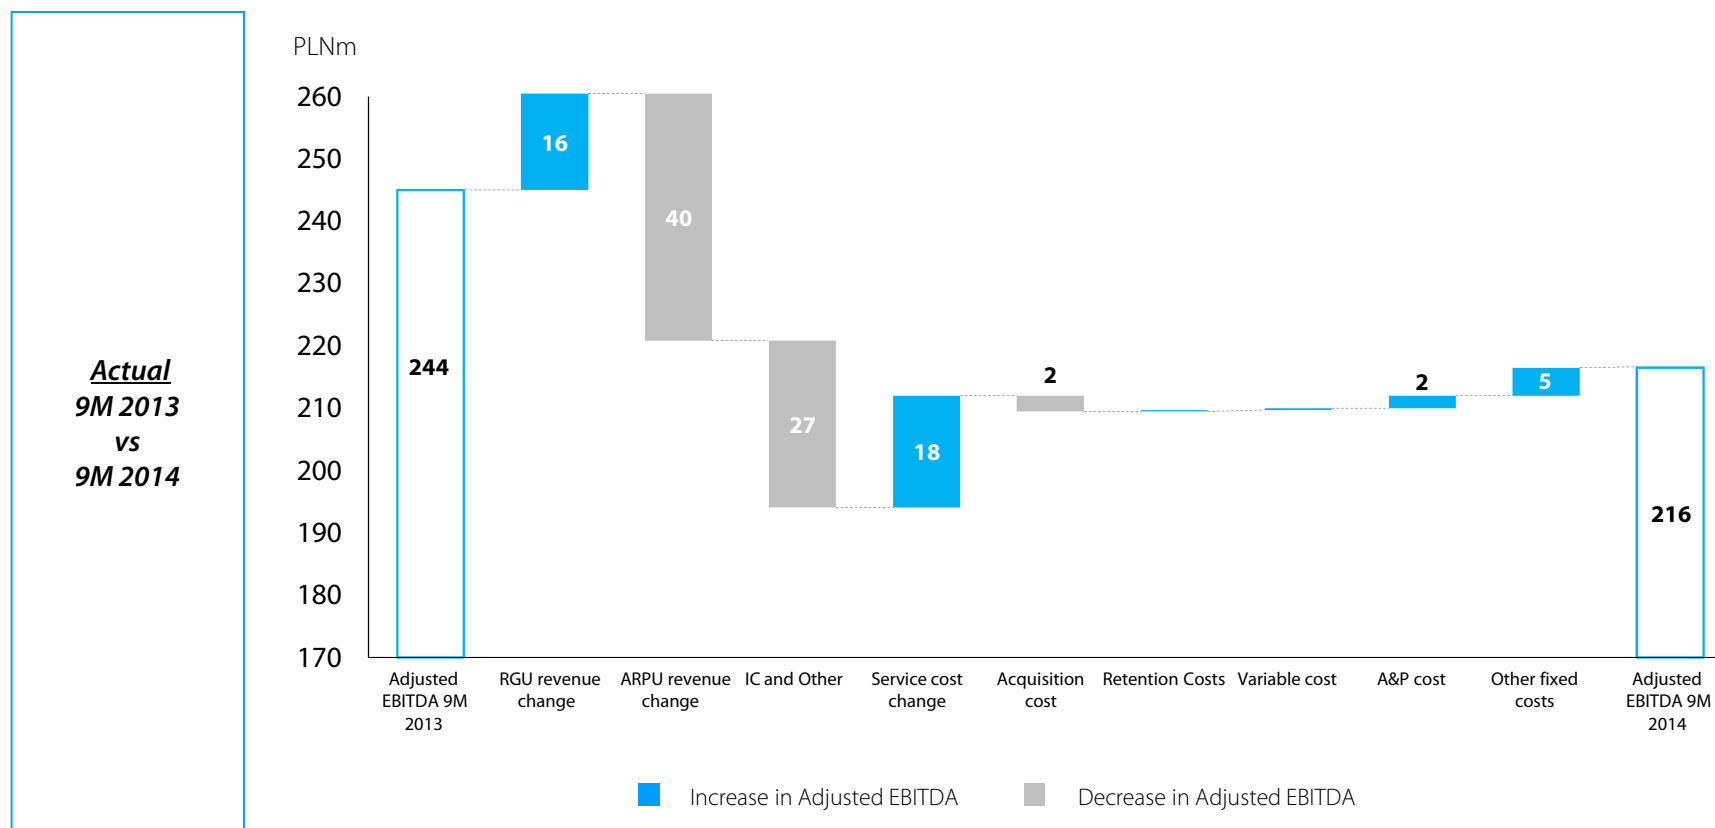 PLNm
260
250
240
230
220
210
200
190
180
170
Actual
9M 2013
vs
9M 2014
244
16
40
27
18
2
2
5
216
Adjusted
EBITDA 9M
2013
RGU revenue
change
ARPU revenue
change
IC and Other
Service cost
change
Acquisition
cost
Retention Costs
Variable cost
A&P cost
Other fixed
costs
Adjusted
EBITDA 9M
2014
Increase in Adjusted EBITDA
Decrease in Adjusted EBITDA